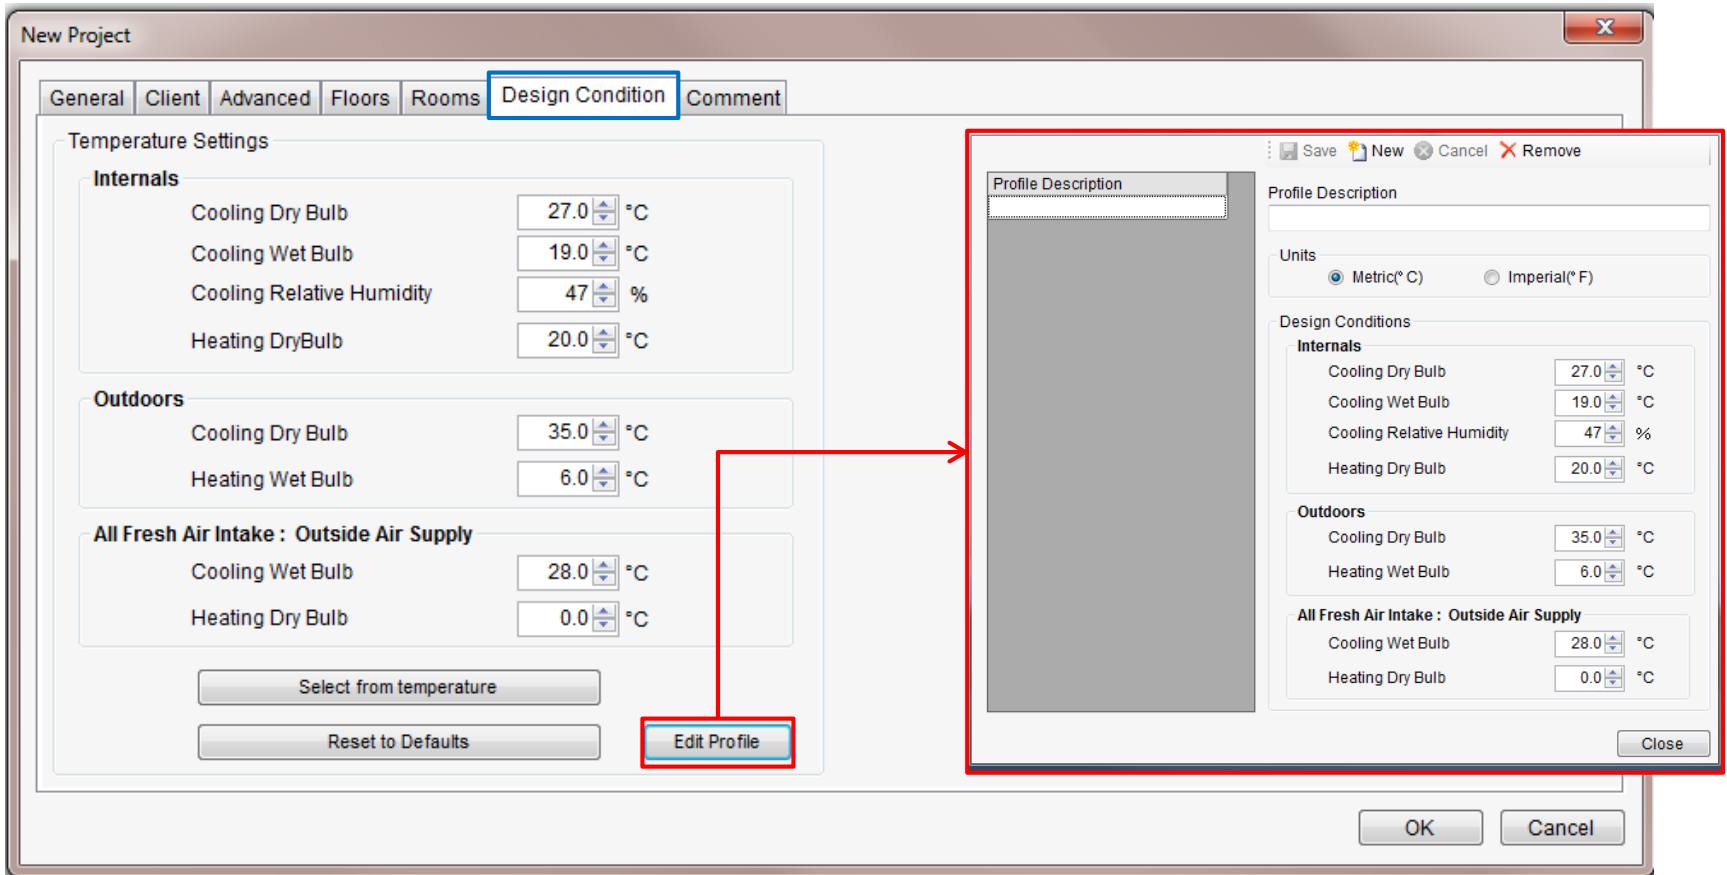 New Project
X
General Client Advanced Floors Rooms Design Condition Comment
Temperature Settings
Internals
Cooling Dry Bulb 27.0 °C
Cooling Wet Bulb 19.0 °C
Cooling Relative Humidity 47 %
Heating DryBulb 20.0 °C
Outdoors
Cooling Dry Bulb 35.0 °C
Heating Wet Bulb 6.0 °C
All Fresh Air Intake : Outside Air Supply
Cooling Wet Bulb 28.0 °C
Heating Dry Bulb 0.0 °C
Select from temperature
Reset to Defaults
Edit Profile
Save New Cancel Remove
Profile Description
Profile Description
Units
Metric(° C) Imperial(° F)
Design Conditions
Internals
Cooling Dry Bulb 27.0 °C
Cooling Wet Bulb 19.0 °C
Cooling Relative Humidity 47 %
Heating Dry Bulb 20.0 °C
Outdoors
Cooling Dry Bulb 35.0 °C
Heating Wet Bulb 6.0 °C
All Fresh Air Intake : Outside Air Supply
Cooling Wet Bulb 28.0 °C
Heating Dry Bulb 0.0 °C
Close
OK Cancel